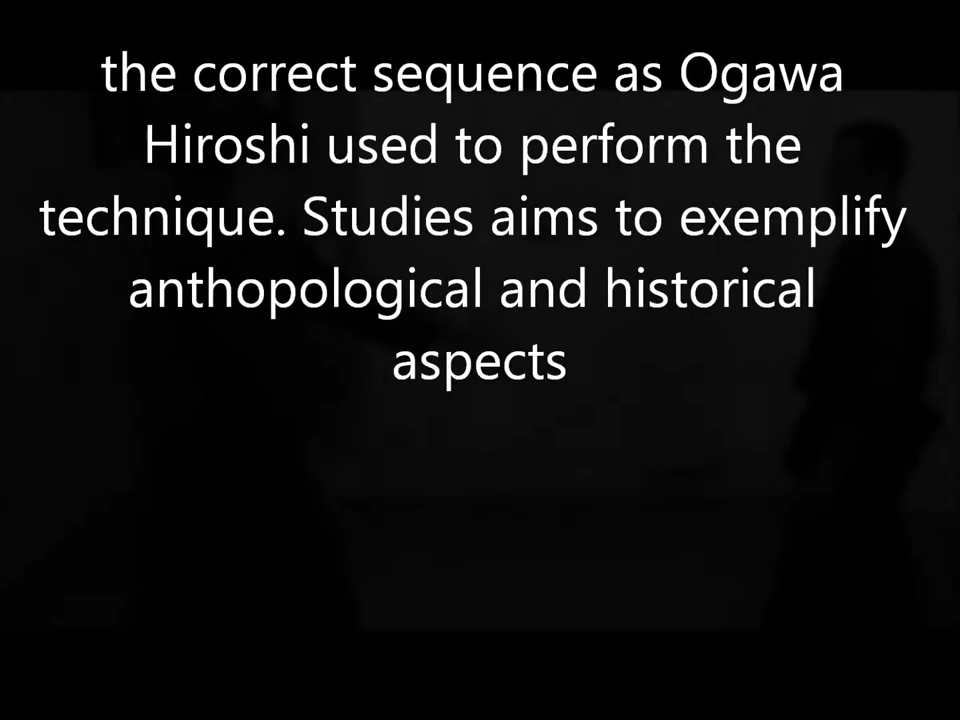 the correct sequence as Ogawa
Hiroshi used to perform the
technique. Studies aims to exemplify
anthopological and historical
aspects